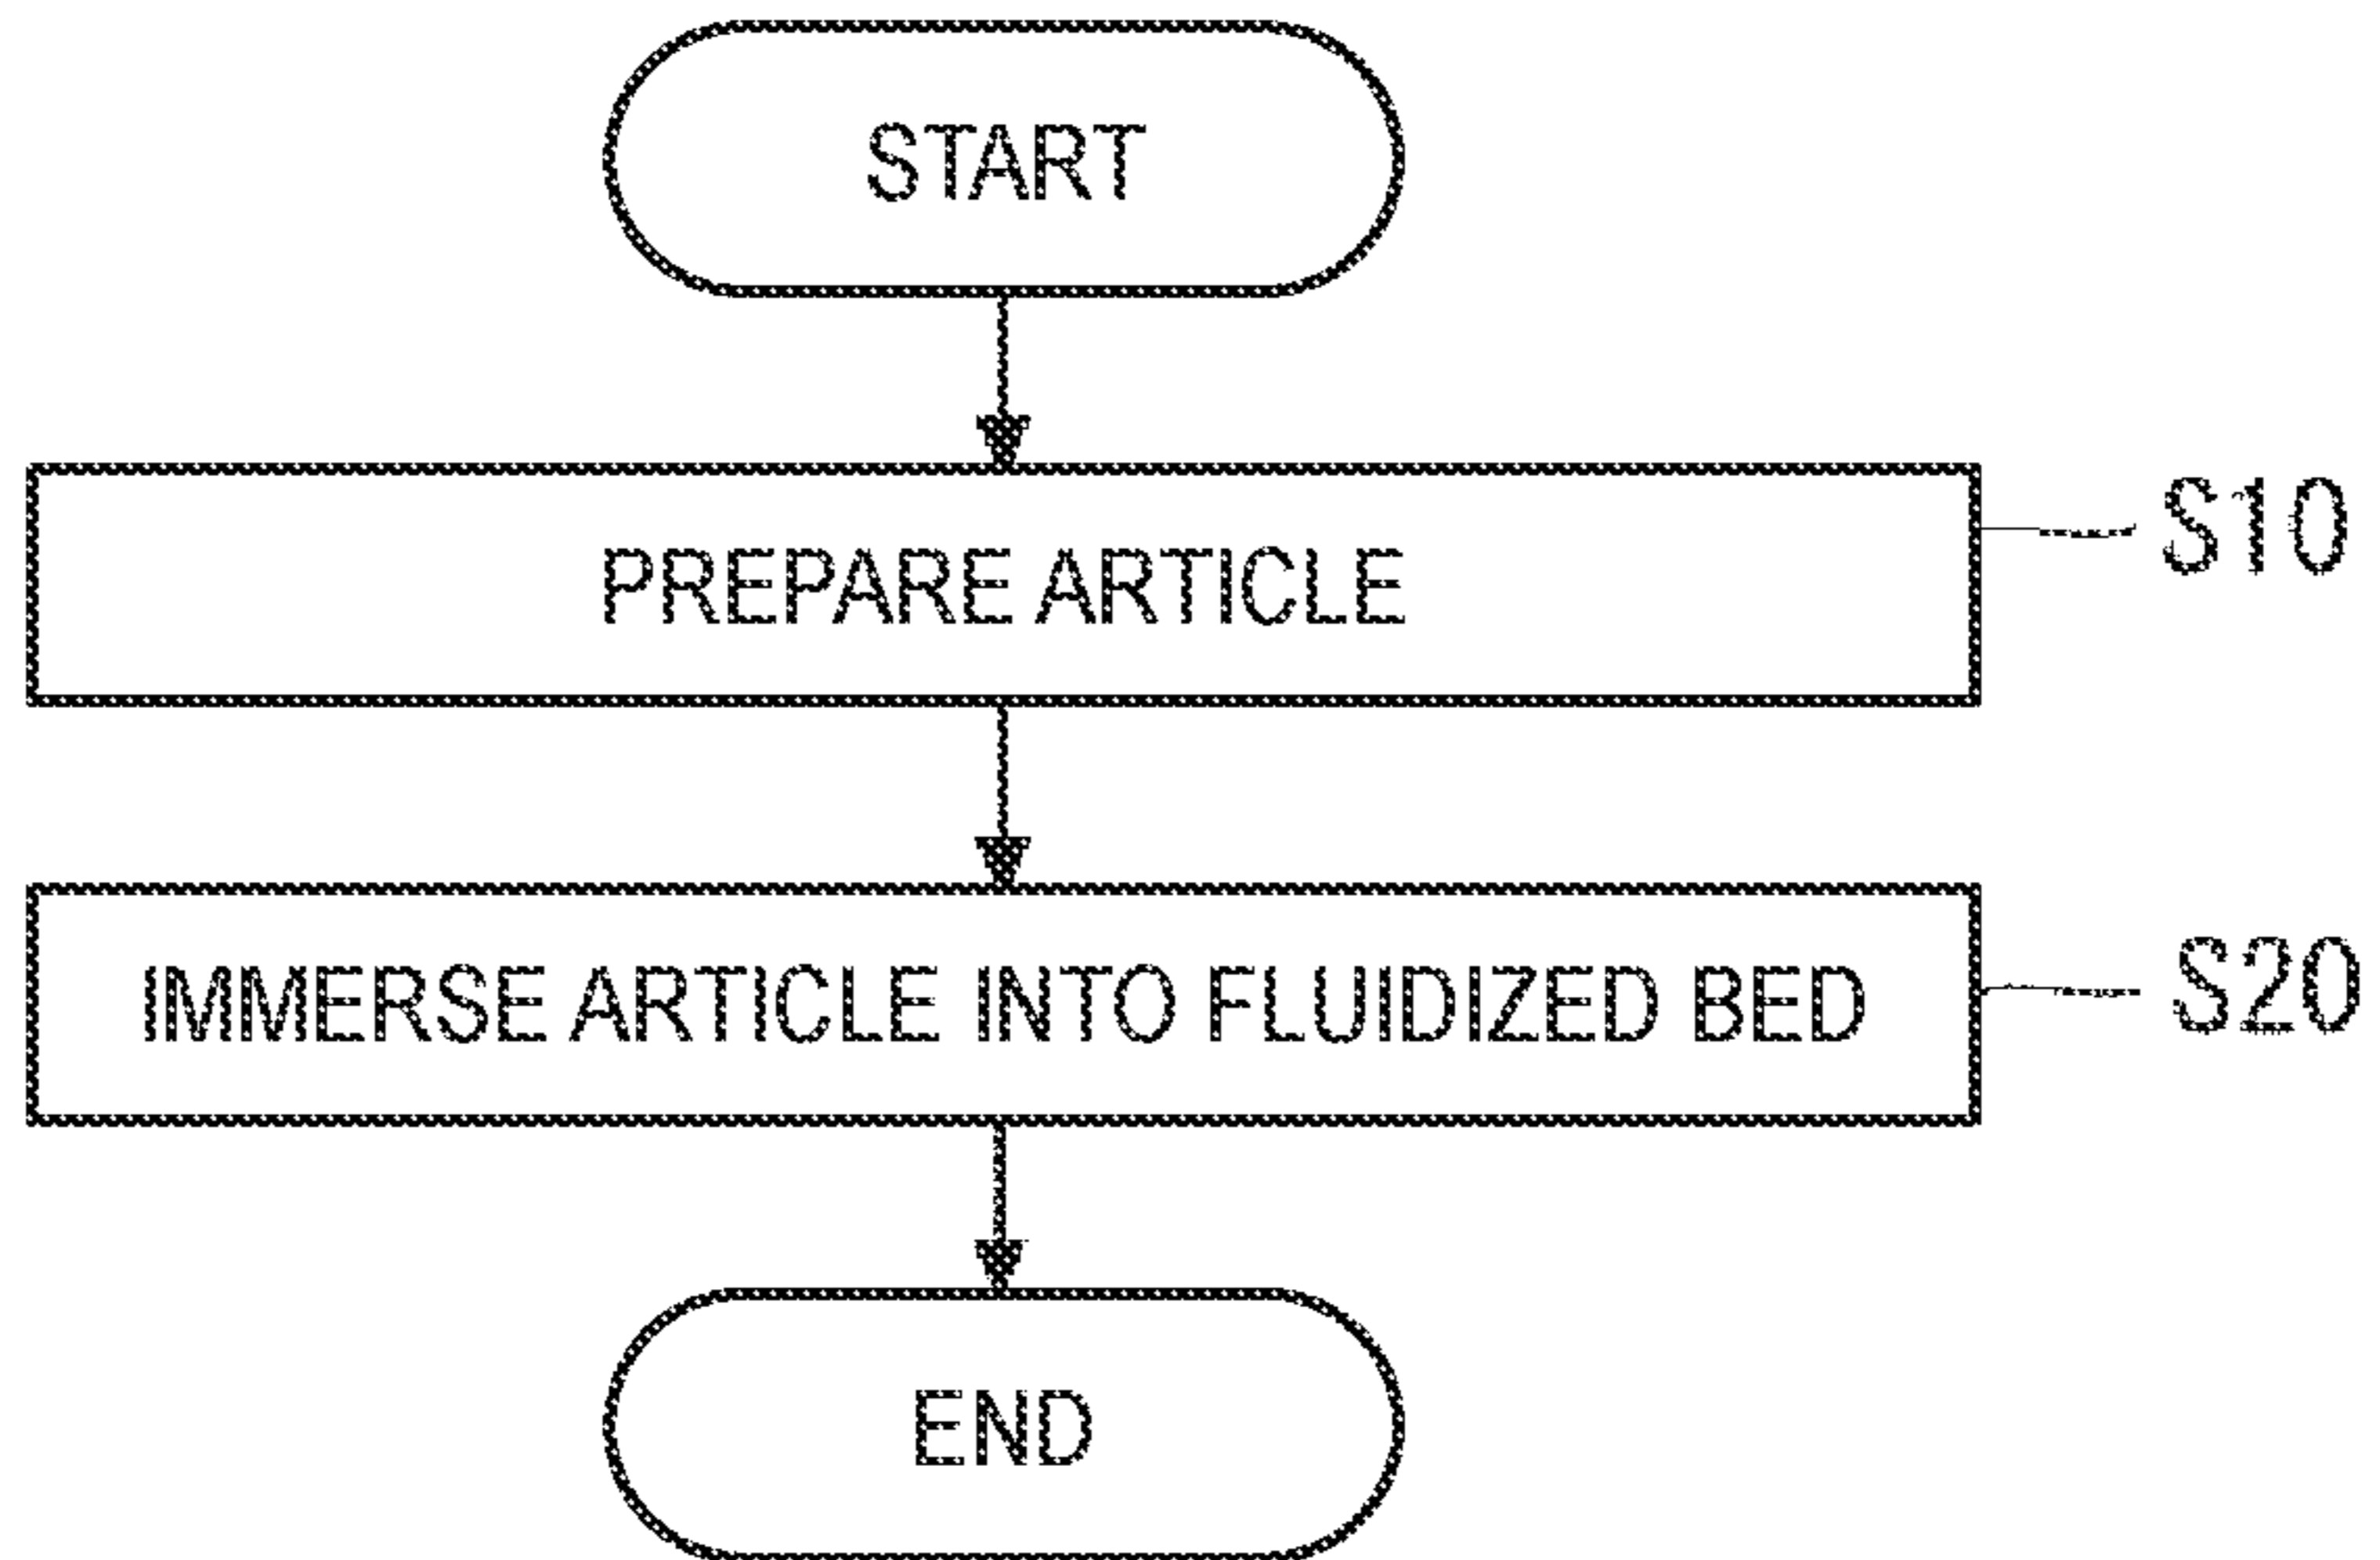 START
PREPARE ARTICLE
S10
IMMERSE ARTICLE INTO FLUIDIZED BED
S20
END